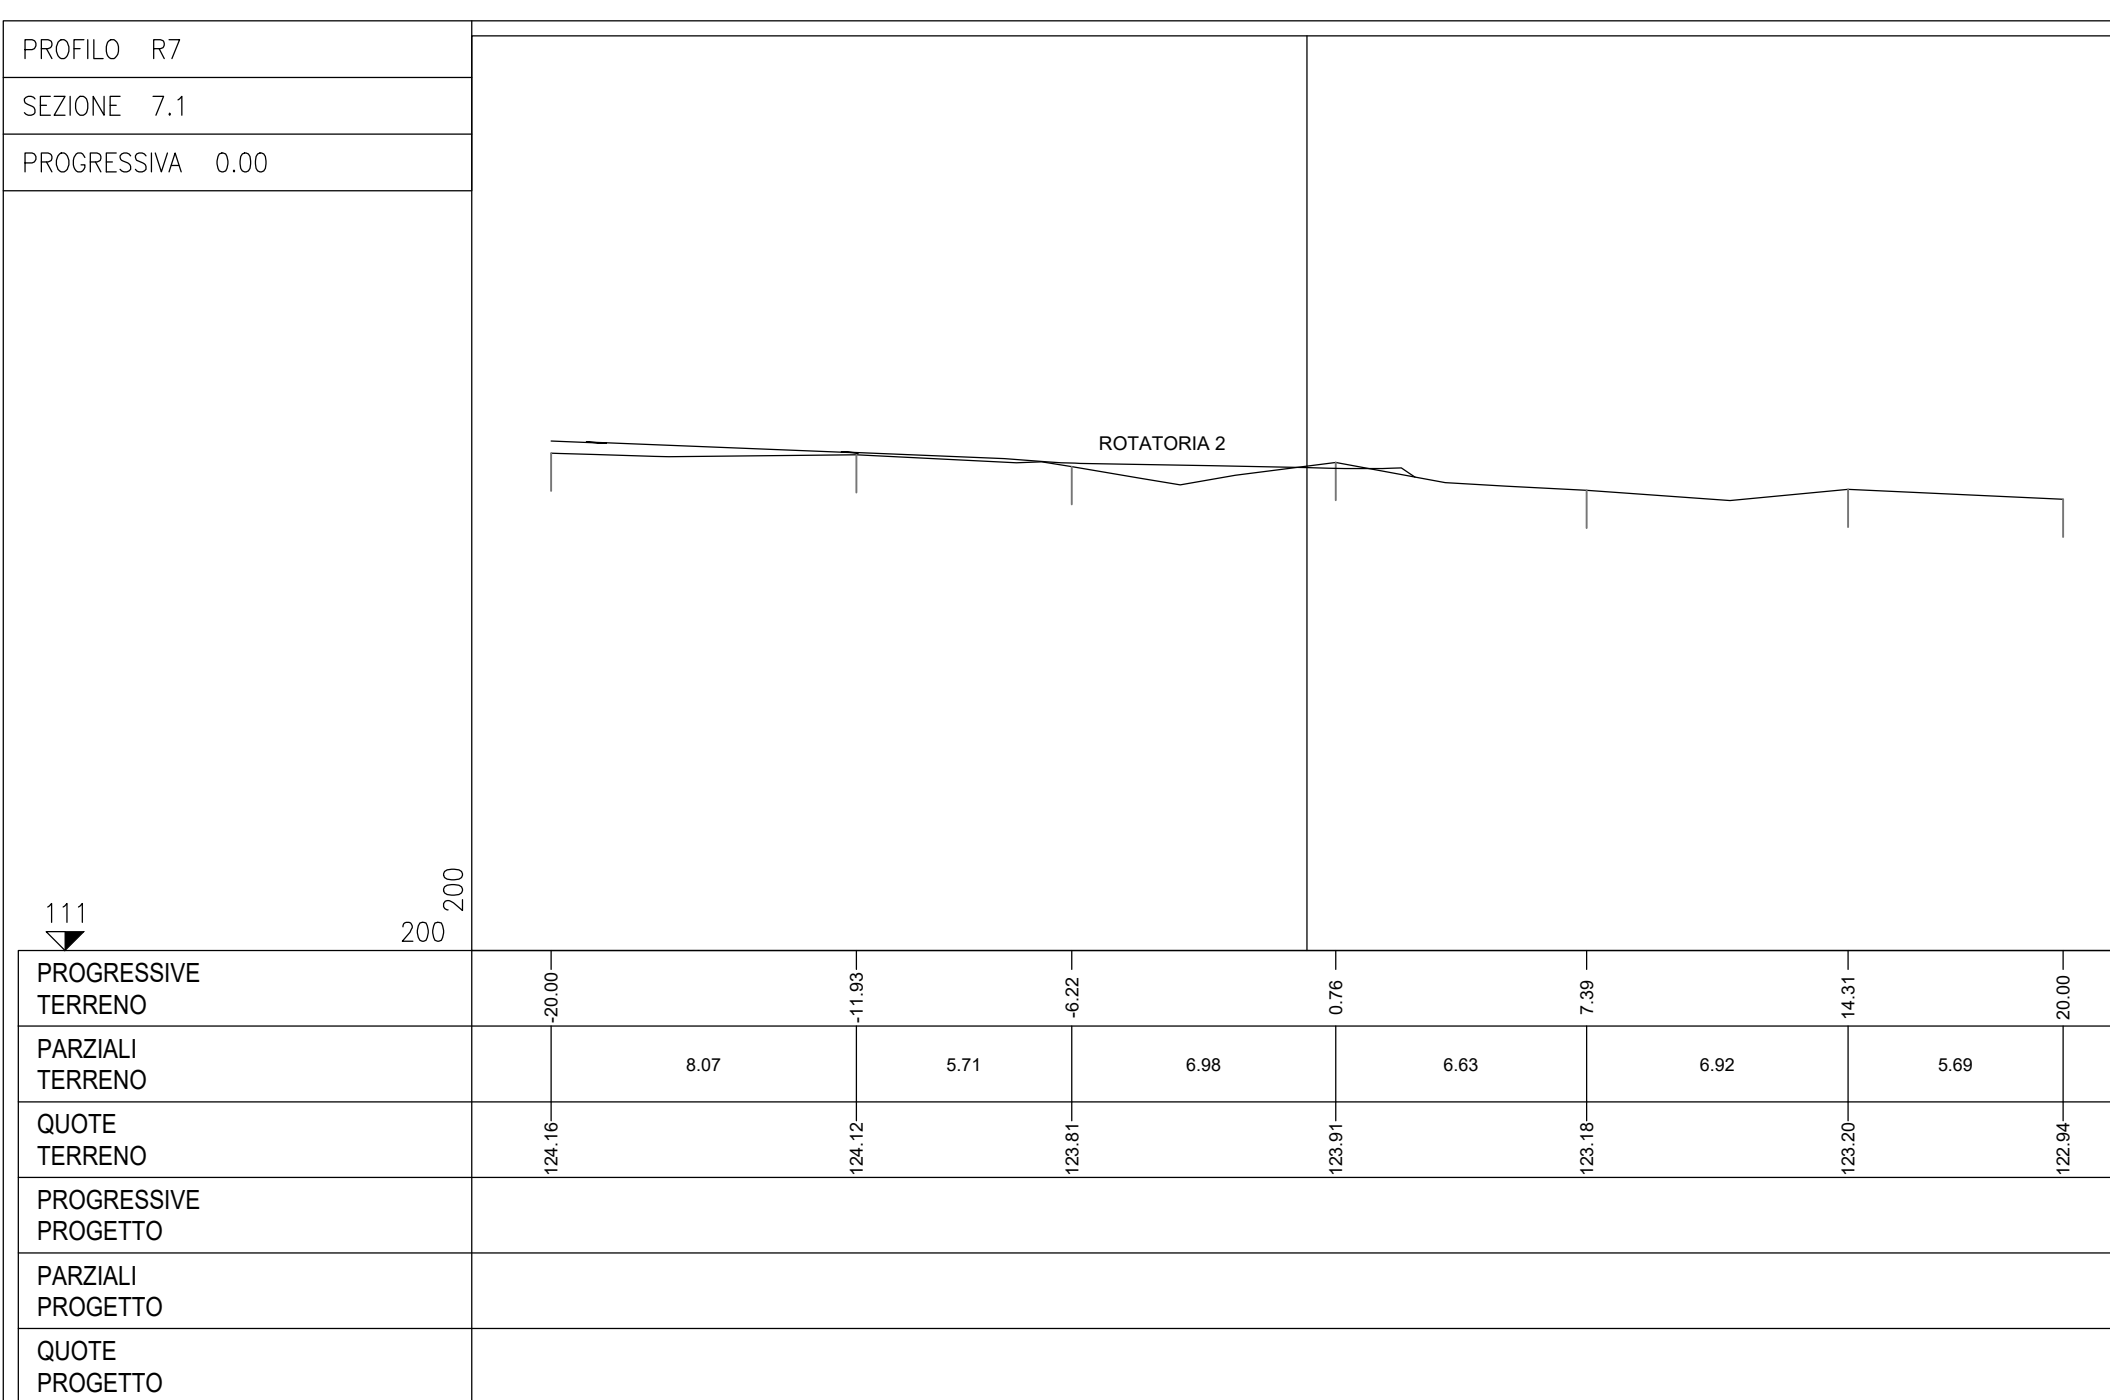 PROFILO R7
SEZIONE 7.1
PROGRESSIVA 0.00
ROTATORIA 2
200
111
200
PROGRESSIVE
TERRENO
-20.00 -11.93 -6.22 0.76 7.39 14.31 20.00
PARZIALI
TERRENO
8.07 5.71 6.98 6.63 6.92 5.69
QUOTE
TERRENO
124.16 124.12 123.81 123.91 123.18 123.20 122.94
PROGRESSIVE
PROGETTO
PARZIALI
PROGETTO
QUOTE
PROGETTO